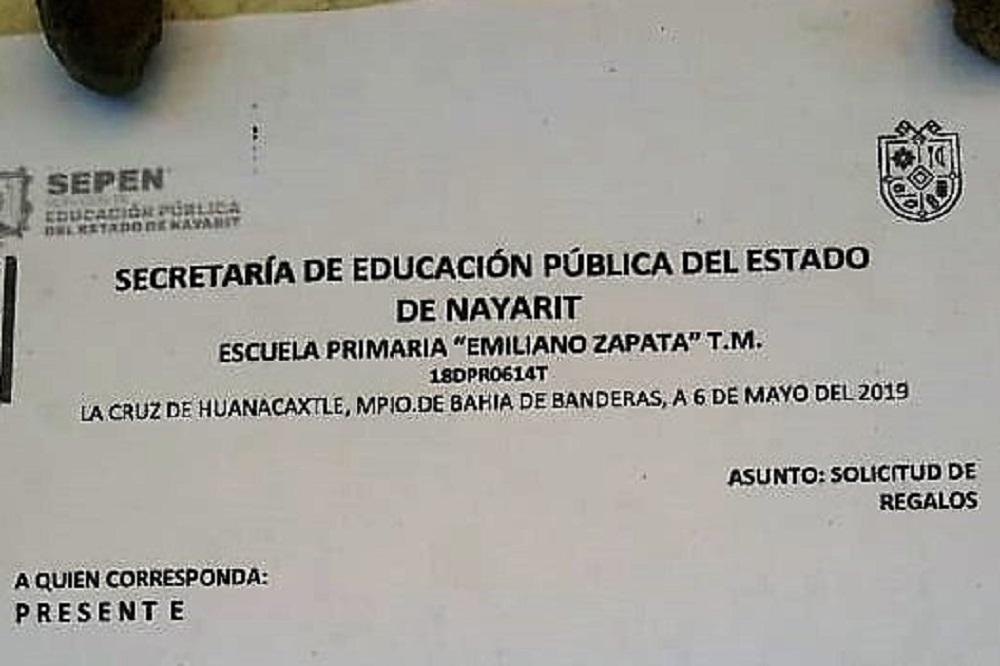 SEPEN
EDUCACIÓN PÚBLICA
DEL ESTADO DE NAYARIT
SECRETARÍA DE EDUCACIÓN PÚBLICA DEL ESTADO
DE NAYARIT
ESCUELA PRIMARIA "EMILIANO ZAPATA" T.M.
18DPR0614T
LA CRUZ DE HUANACAXTLE, MPIO.DE BAHIA DE BANDERAS, A 6 DE MAYO DEL 2019
ASUNTO: SOLICITUD DE
REGALOS
A QUIEN CORRESPONDA:
PRESENTE